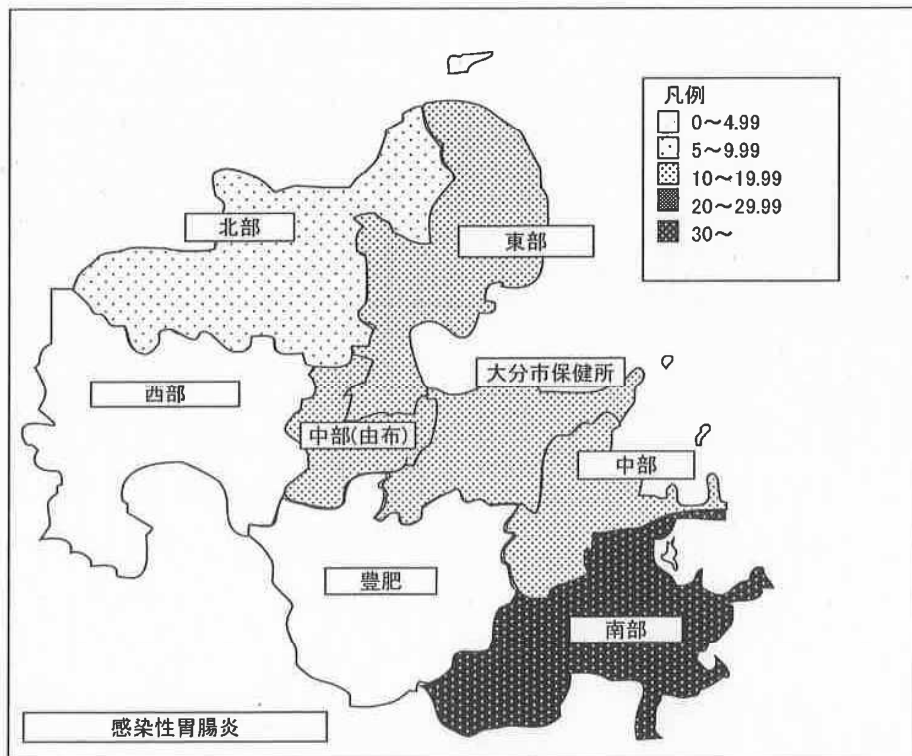 凡例
0～4.99
5～9.99
10～19.99
20～29.99
30～
北部
東部
大分市保健所
西部
中部(由布)
中部
豊肥
南部
感染性胃腸炎